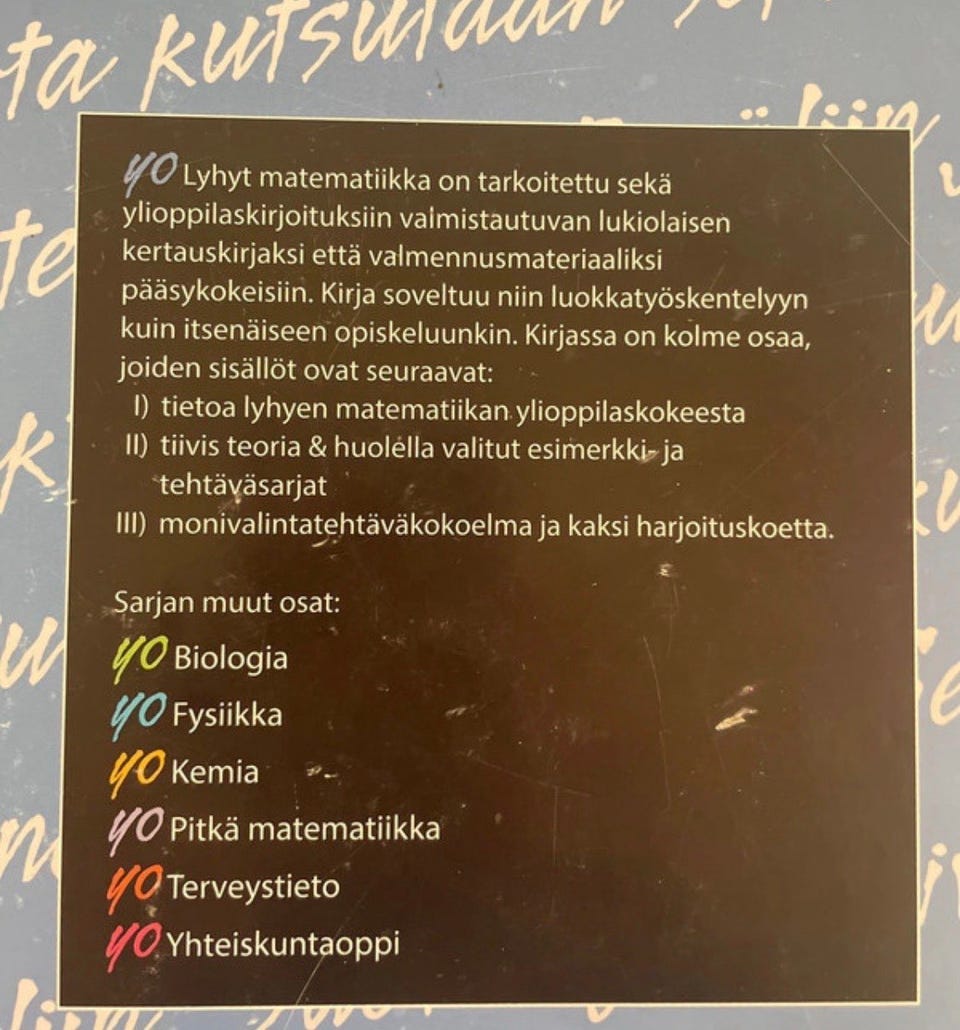 ta kutsutaan
liin
YO Lyhyt matematiikka on tarkoitettu sekä
ylioppilaskirjoituksiin valmistautuvan lukiolaisen
kertauskirjaksi että valmennusmateriaaliksi
pääsykokeisiin. Kirja soveltuu niin luokkatyöskentelyyn
kuin itsenäiseen opiskeluunkin. Kirjassa on kolme osaa,
joiden sisällöt ovat seuraavat:
I) tietoa lyhyen matematiikan ylioppilaskokeesta
II) tiivis teoria & huolella valitut esimerkki- ja
tehtäväsarjat
III) monivalintatehtäväkokoelma ja kaksi harjoituskoetta.
Sarjan muut osat:
YO Biologia
YO Fysiikka
YO Kemia
YO Pitkä matematiikka
YO Terveystieto
YO Yhteiskuntaoppi